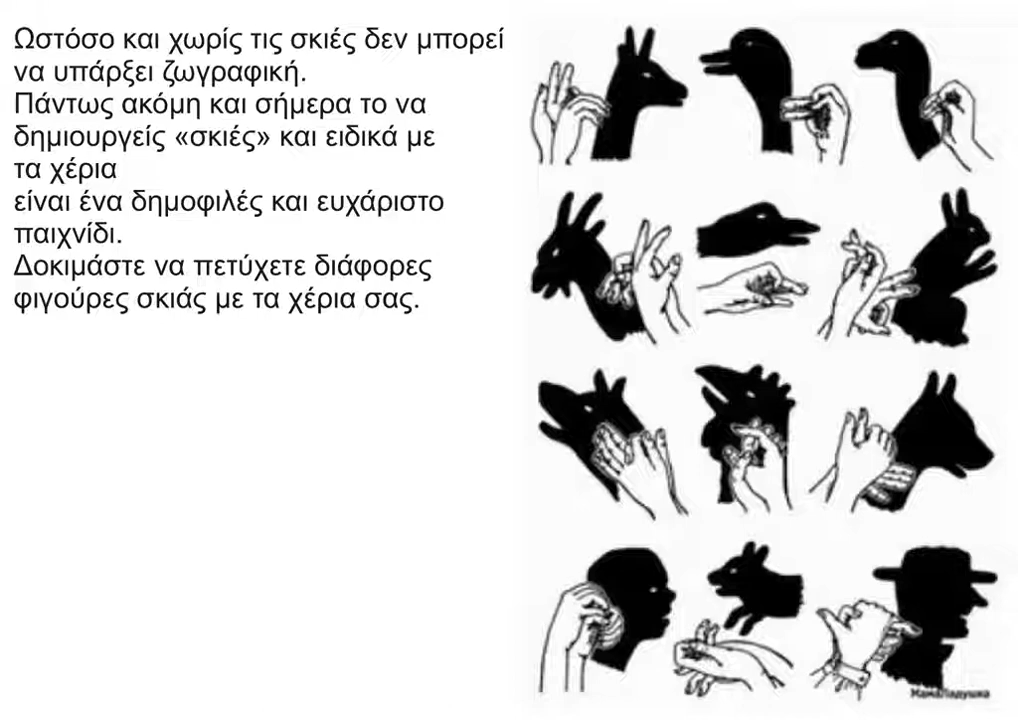 Ωστόσο και χωρίς τις σκιές δεν μπορεί
να υπάρξει ζωγραφική.
Πάντως ακόμη και σήμερα το να
δημιουργείς «σκιές» και ειδικά με
τα χέρια
είναι ένα δημοφιλές και ευχάριστο
παιχνίδι.
Δοκιμάστε να πετύχετε διάφορες
φιγούρες σκιάς με τα χέρια σας.
МамаЛадушка